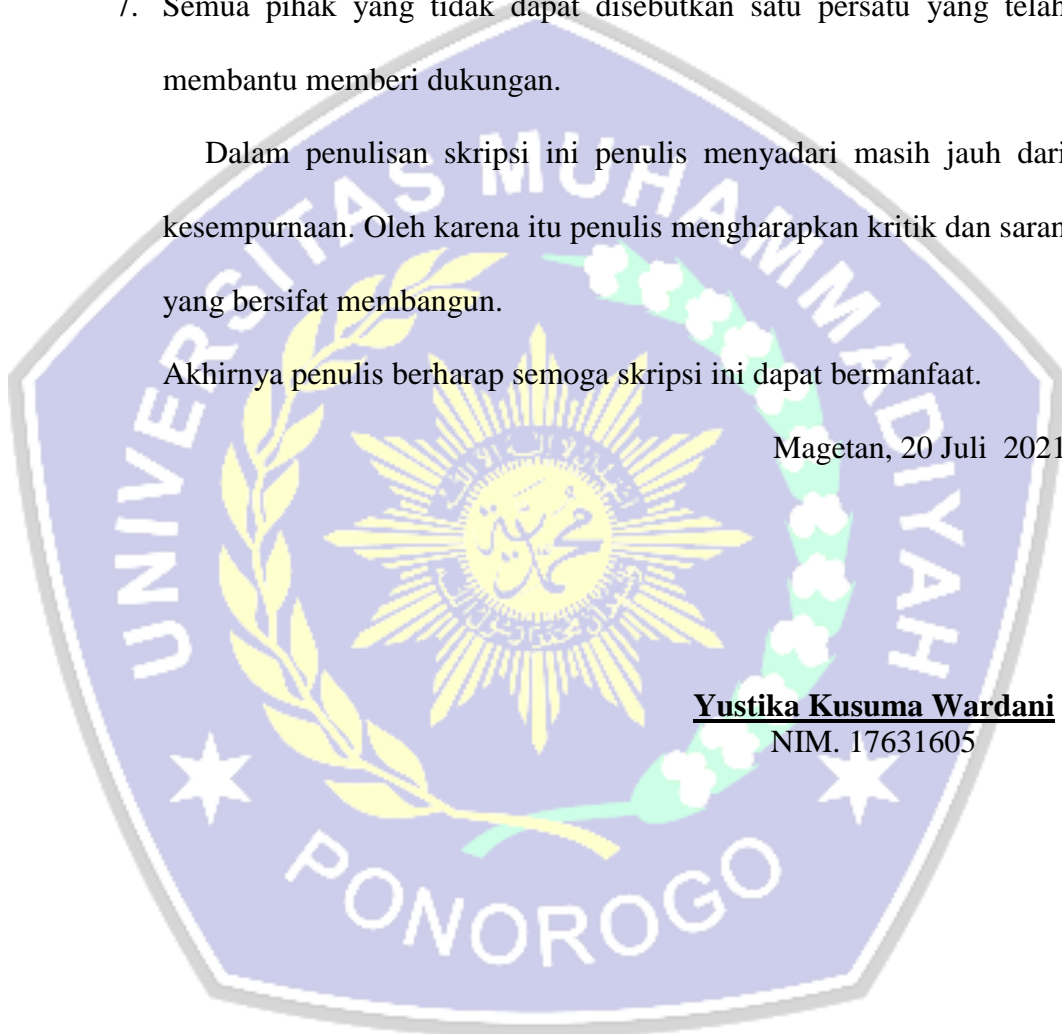 7. Semua pihak yang tidak dapat disebutkan satu persatu yang telah
membantu memberi dukungan.
Dalam penulisan skripsi ini penulis menyadari masih jauh dari
kesempurnaan. Oleh karena itu penulis mengharapkan kritik dan saran
yang bersifat membangun.
Akhirnya penulis berharap semoga skripsi ini dapat bermanfaat.
Magetan, 20 Juli 2021
Yustika Kusuma Wardani
NIM. 17631605
UNIVERSITAS MUHAMMADIYAH
PONOROGO